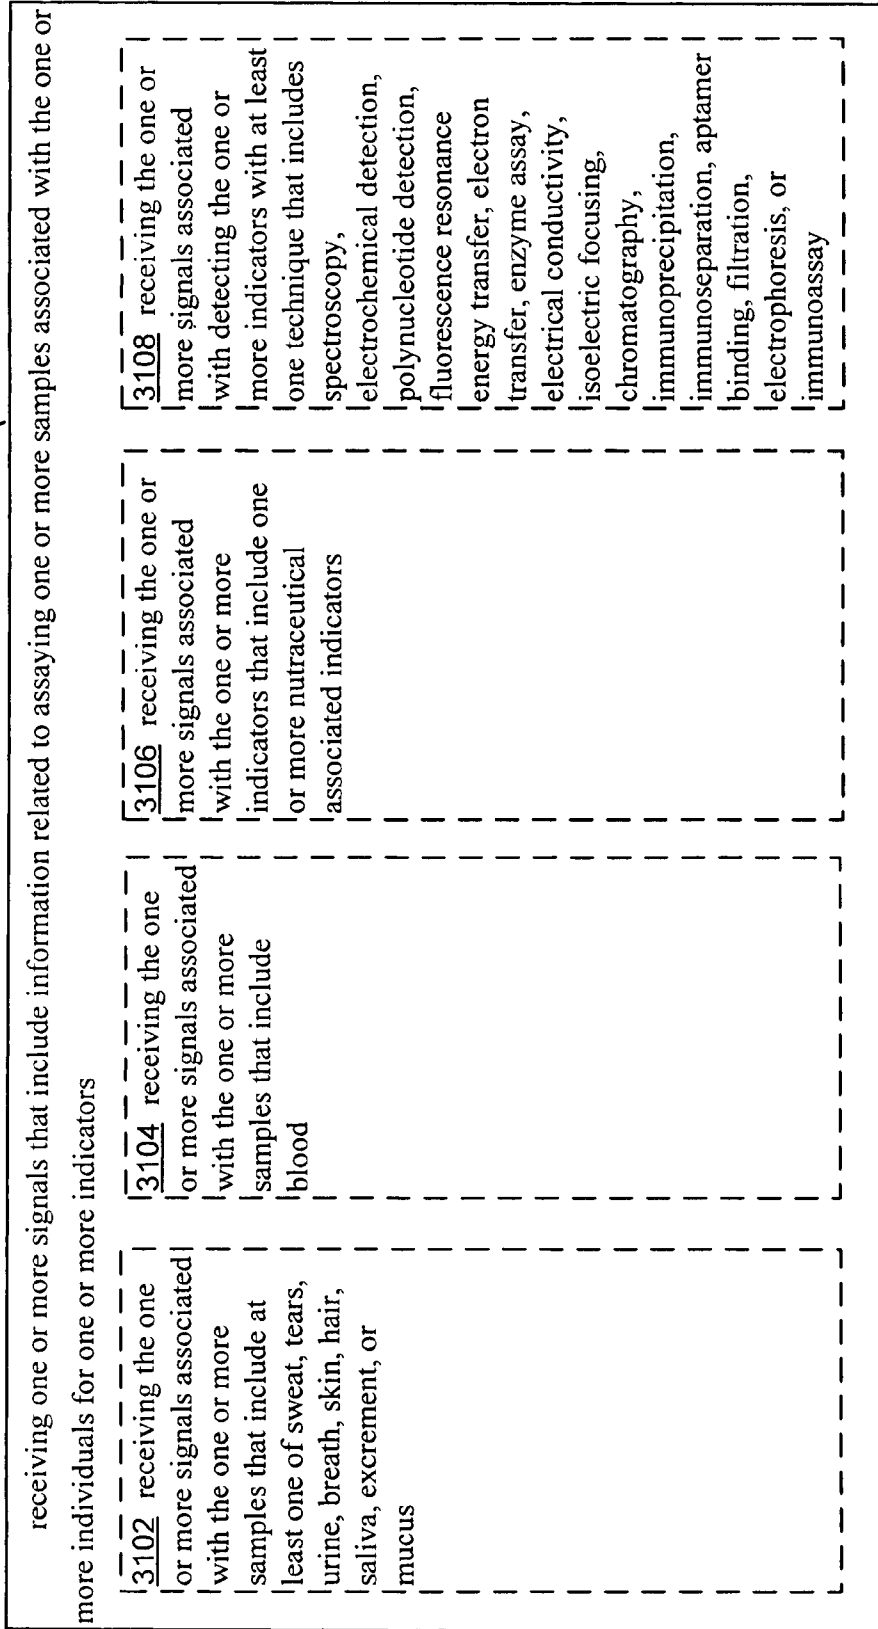 receiving one or more signals that include information related to assaying one or more samples associated with the one or
more individuals for one or more indicators
3102 receiving the one
or more signals associated
with the one or more
samples that include at
least one of sweat, tears,
urine, breath, skin, hair,
saliva, excrement, or
mucus
3104 receiving the one
or more signals associated
with the one or more
samples that include
blood
3106 receiving the one or
more signals associated
with the one or more
indicators that include one
or more nutraceutical
associated indicators
3108 receiving the one or
more signals associated
with detecting the one or
more indicators with at least
one technique that includes
spectroscopy,
electrochemical detection,
polynucleotide detection,
fluorescence resonance
energy transfer, electron
transfer, enzyme assay,
electrical conductivity,
isoelectric focusing,
chromatography,
immunoprecipitation,
immunoseparation, aptamer
binding, filtration,
electrophoresis, or
immunoassay